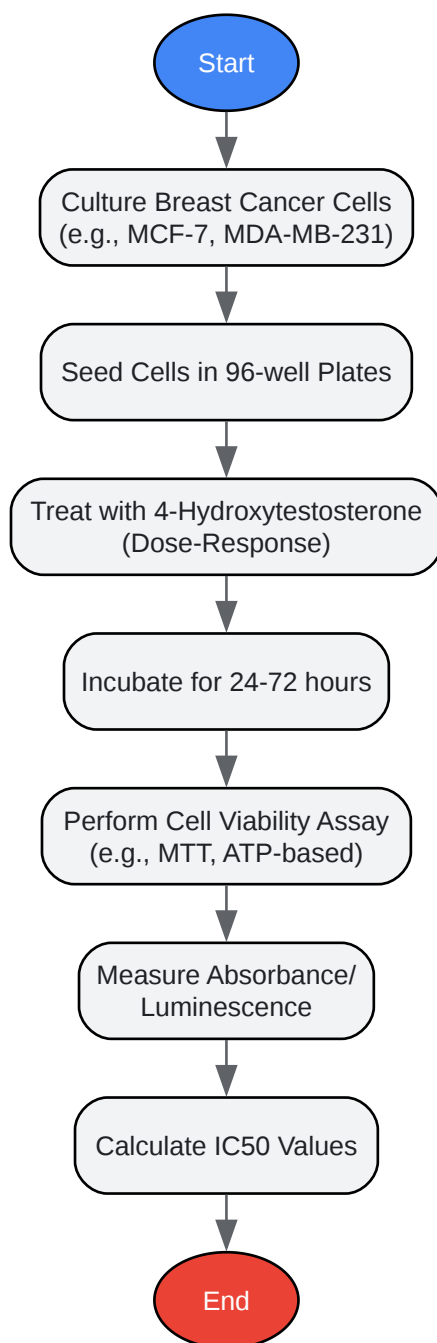 Start
Culture Breast Cancer Cells
(e.g., MCF-7, MDA-MB-231)
Seed Cells in 96-well Plates
Treat with 4-Hydroxytestosterone
(Dose-Response)
Incubate for 24-72 hours
Perform Cell Viability Assay
(e.g., MTT, ATP-based)
Measure Absorbance/
Luminescence
Calculate IC50 Values
End